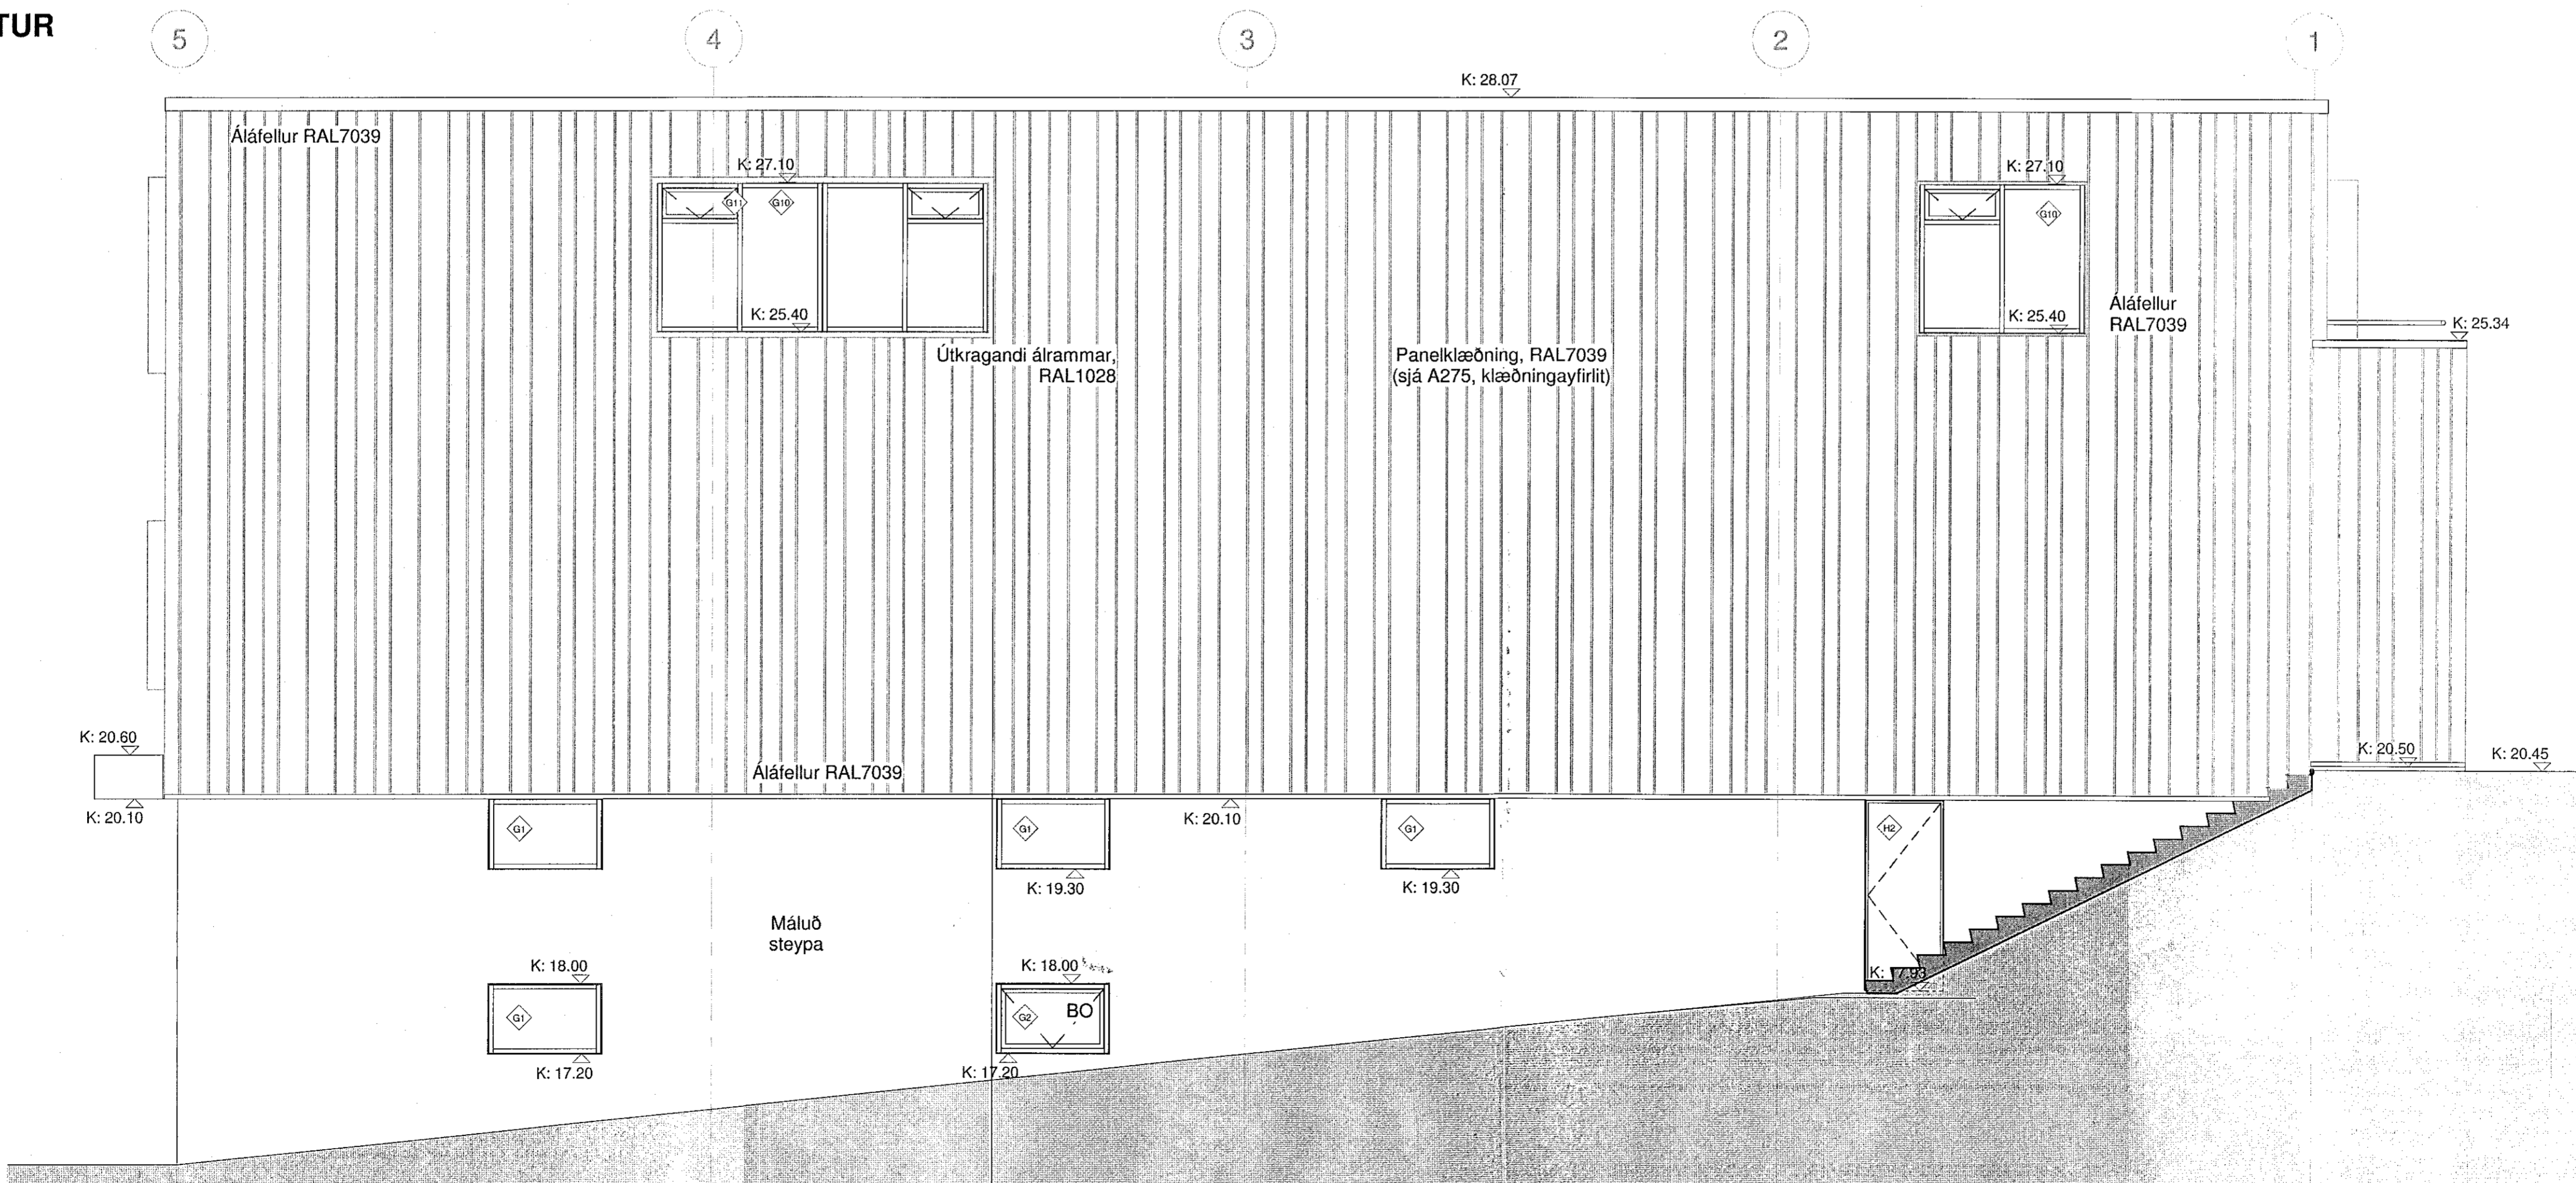 TUR
5
4
3
2
1
K: 28.07
Áláfellur RAL7039
K: 27.10
K: 27.10
G11
G10
G10
K: 25.40
K: 25.40
Áláfellur
RAL7039
K: 25.34
Útkragandi álrammar,
RAL1028
Panelklæðning, RAL7039
(sjá A275, klæðningayfirlit)
K: 20.60
K: 20.50
K: 20.45
Áláfellur RAL7039
K: 20.10
K: 20.10
G1
G1
G1
H2
K: 19.30
K: 19.30
Máluð
steypa
K: 18.00
K: 18.00
K: 17.93
G1
G2
BO
K: 17.20
K: 17.20